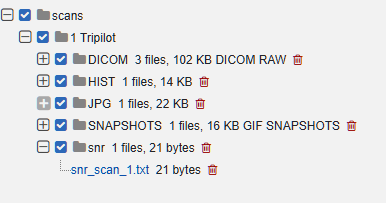 scans
1 Tripilot
DICOM 3 files, 102 KB DICOM RAW
HIST 1 files, 14 KB
JPG 1 files, 22 KB
SNAPSHOTS 1 files, 16 KB GIF SNAPSHOTS
snr 1 files, 21 bytes
snr_scan_1.txt 21 bytes